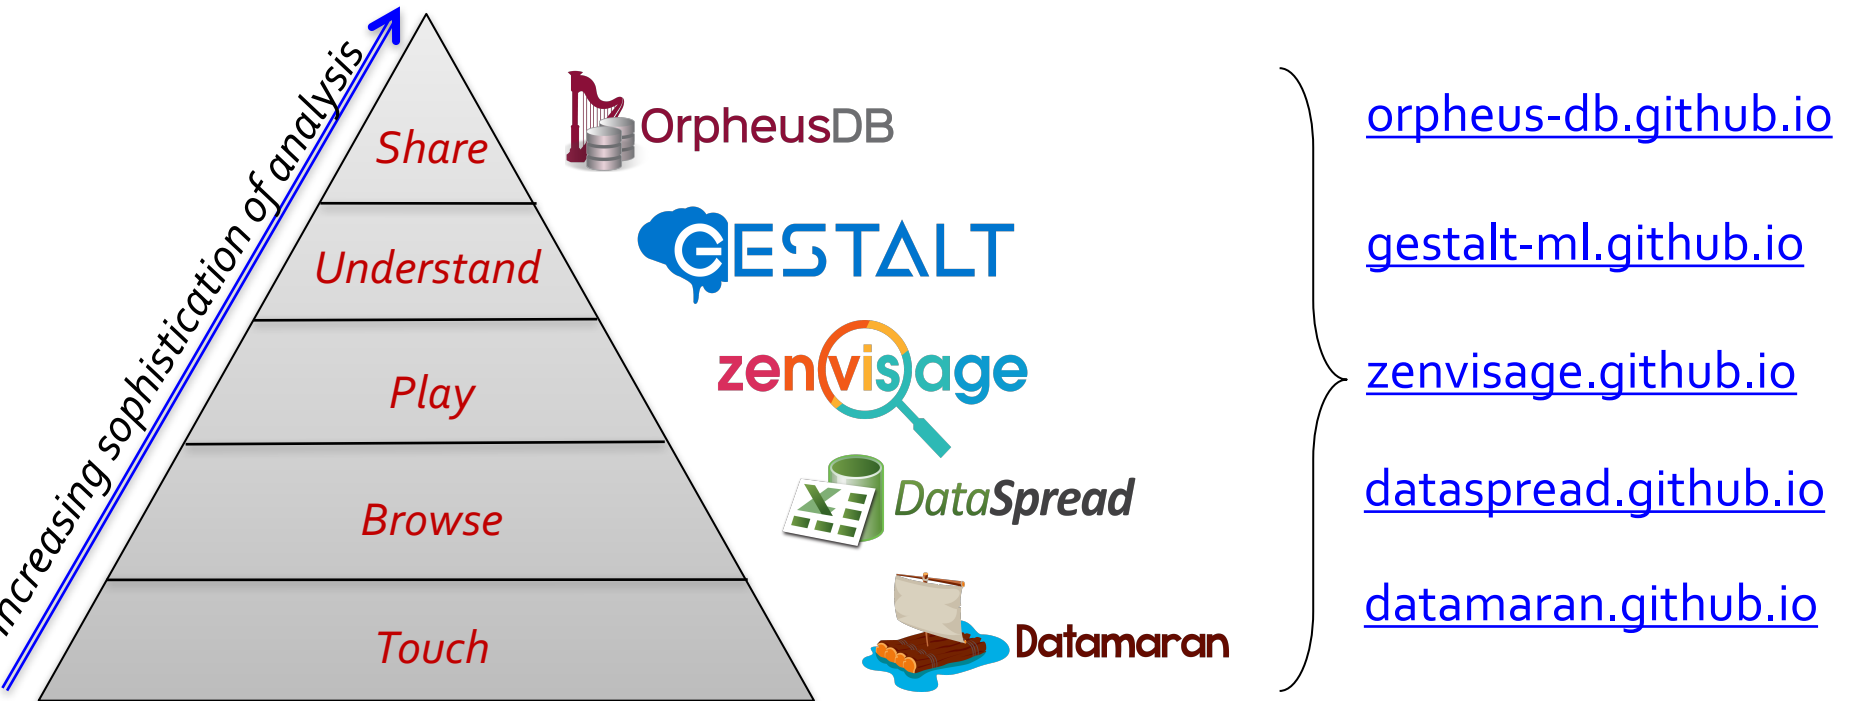 Increasing sophistication of analysis
Share
OrpheusDB
orpheus-db.github.io
Understand
GESTALT
gestalt-ml.github.io
Play
zenvisage
zenvisage.github.io
Browse
X
DataSpread
dataspread.github.io
Touch
Datamaran
datamaran.github.io